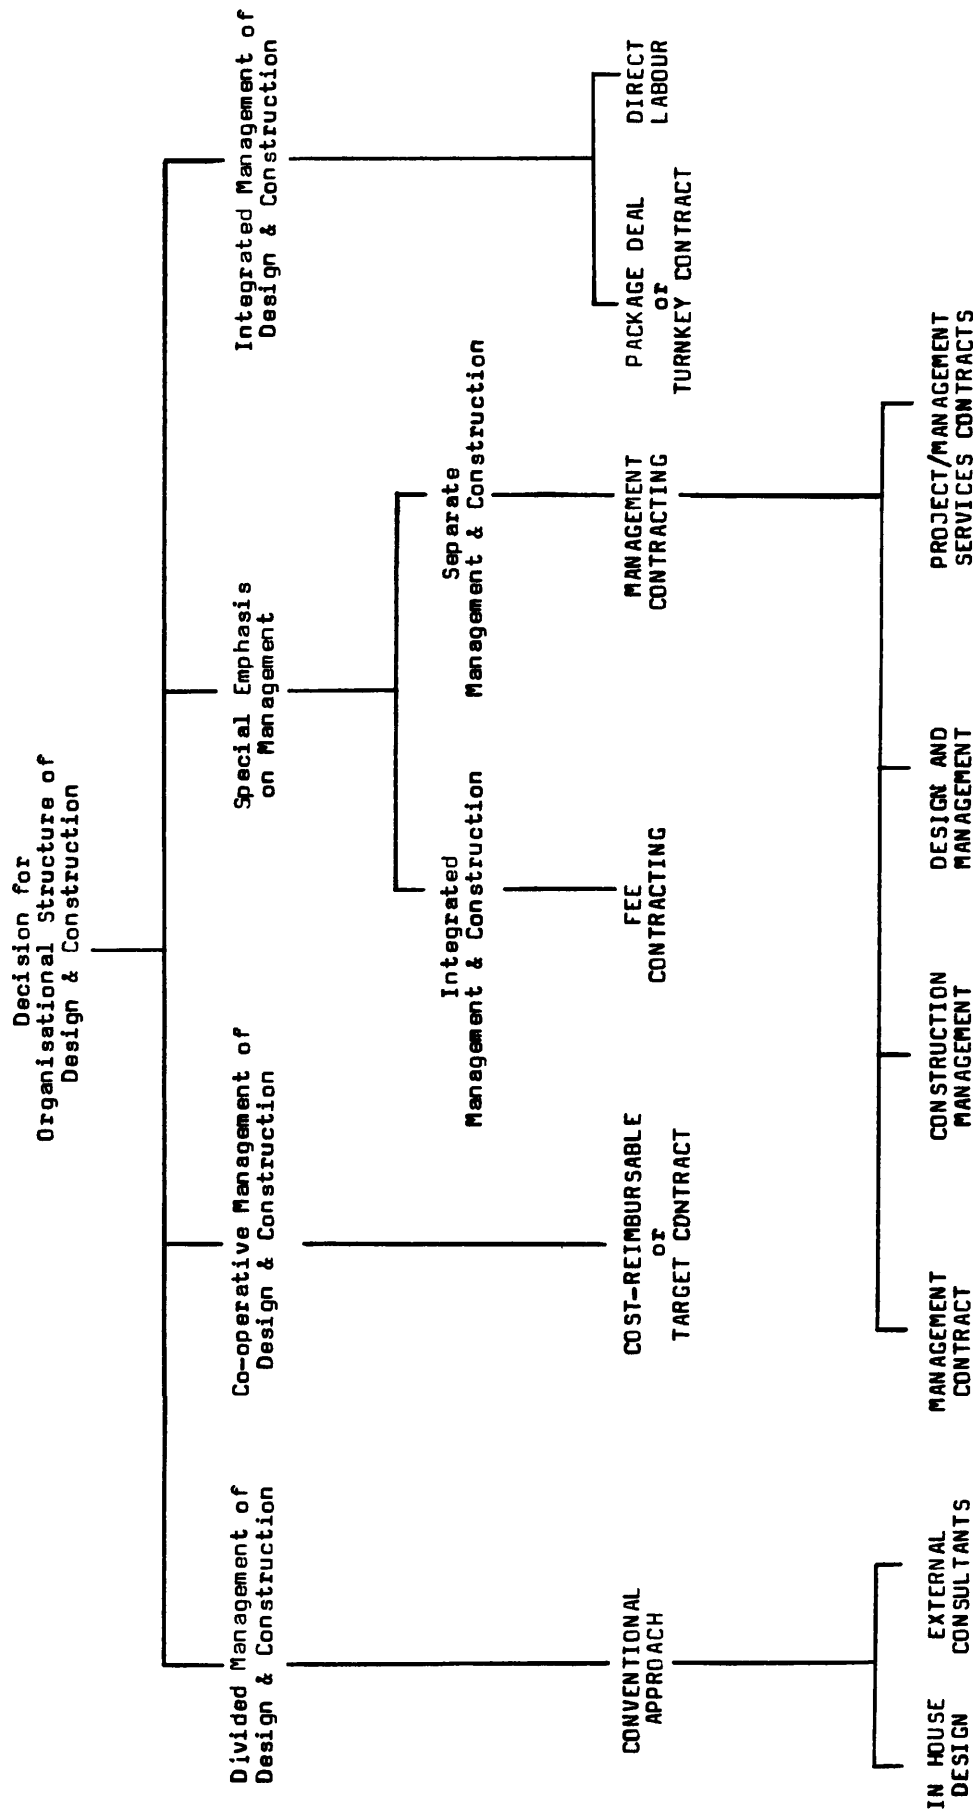 Decision for
Organisational Structure of
Design & Construction
Divided Management of
Design & Construction
Co-operative Management of
Design & Construction
Special Emphasis
on Management
Integrated Management of
Design & Construction
Integrated
Management & Construction
Separate
Management & Construction
CONVENTIONAL
APPROACH
COST-REIMBURSABLE
or
TARGET CONTRACT
FEE
CONTRACTING
MANAGEMENT
CONTRACTING
PACKAGE DEAL
or
TURNKEY CONTRACT
DIRECT
LABOUR
IN HOUSE
DESIGN
EXTERNAL
CONSULTANTS
MANAGEMENT
CONTRACT
CONSTRUCTION
MANAGEMENT
DESIGN AND
MANAGEMENT
PROJECT/MANAGEMENT
SERVICES CONTRACTS